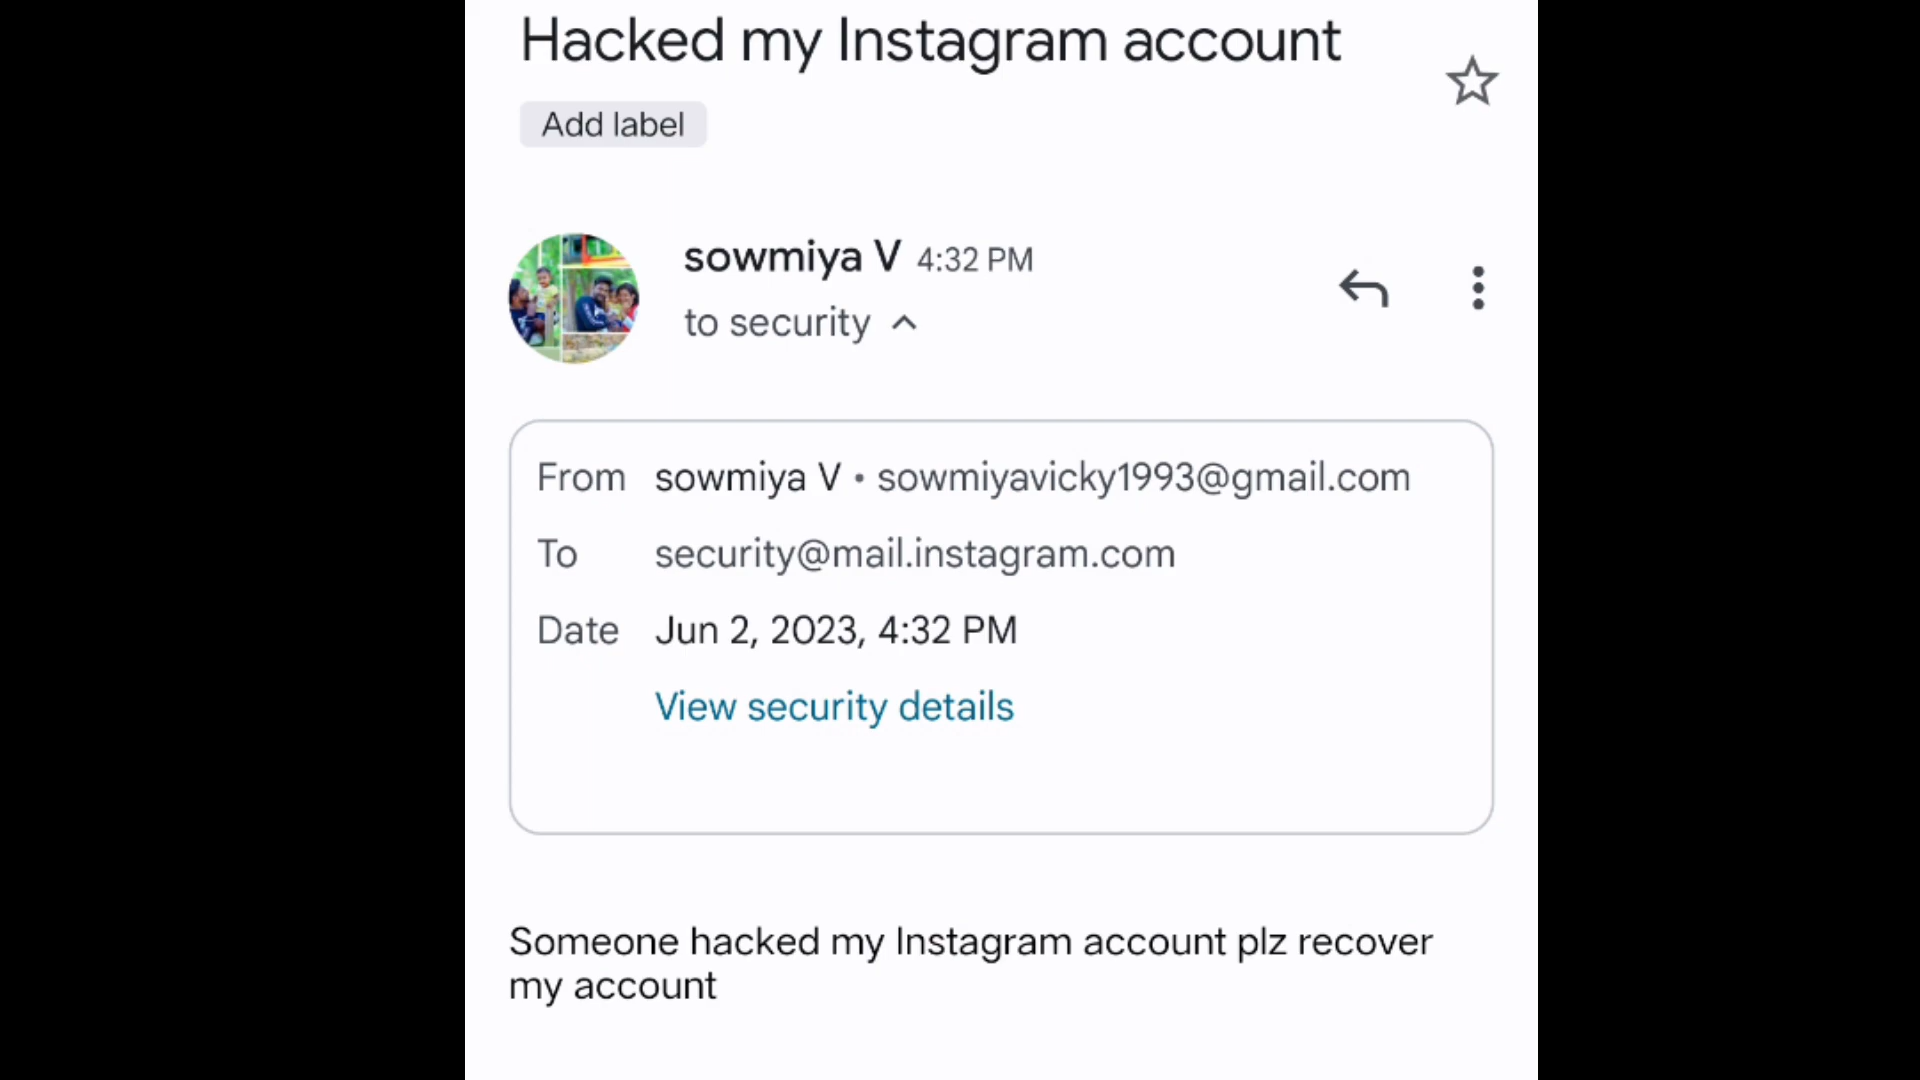 Hacked my Instagram account
Add label
sowmiya V 4:32 PM
to security
From sowmiya V • sowmiyavicky1993@gmail.com
To security@mail.instagram.com
Date Jun 2, 2023, 4:32 PM
View security details
Someone hacked my Instagram account plz recover
my account